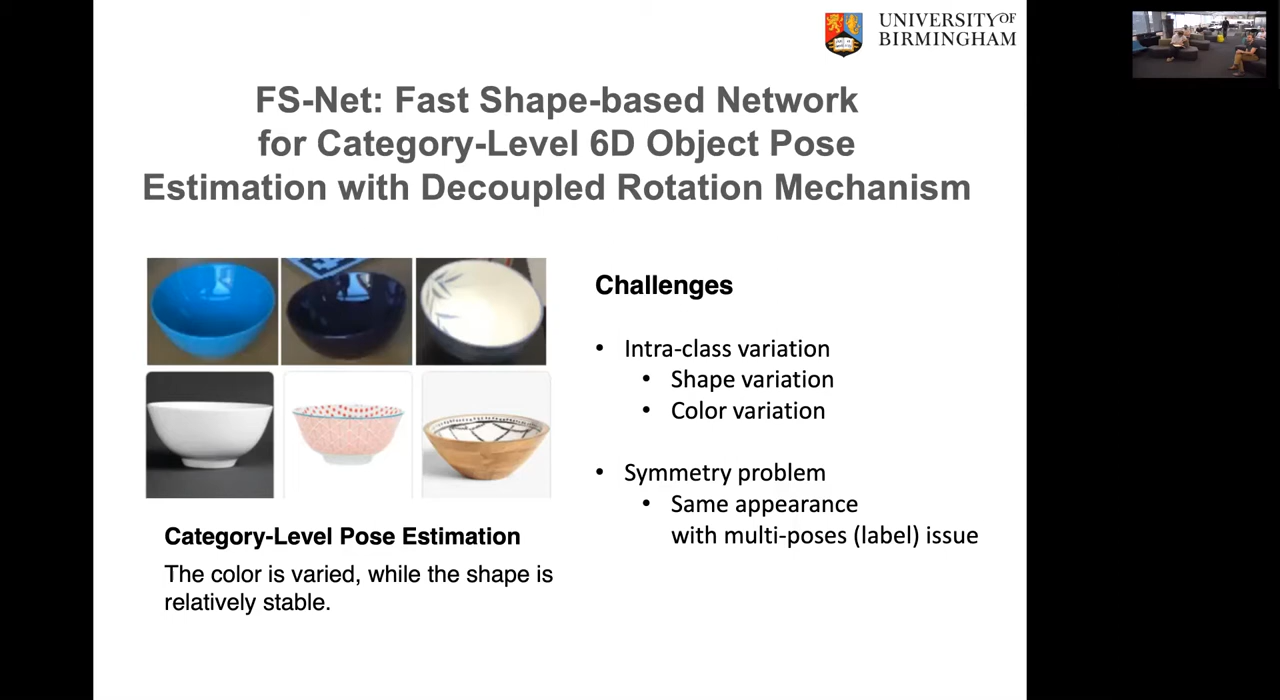 UNIVERSITY OF
BIRMINGHAM
FS-Net: Fast Shape-based Network
for Category-Level 6D Object Pose
Estimation with Decoupled Rotation Mechanism
Challenges
• Intra-class variation
• Shape variation
• Color variation
• Symmetry problem
• Same appearance
with multi-poses (label) issue
Category-Level Pose Estimation
The color is varied, while the shape is
relatively stable.